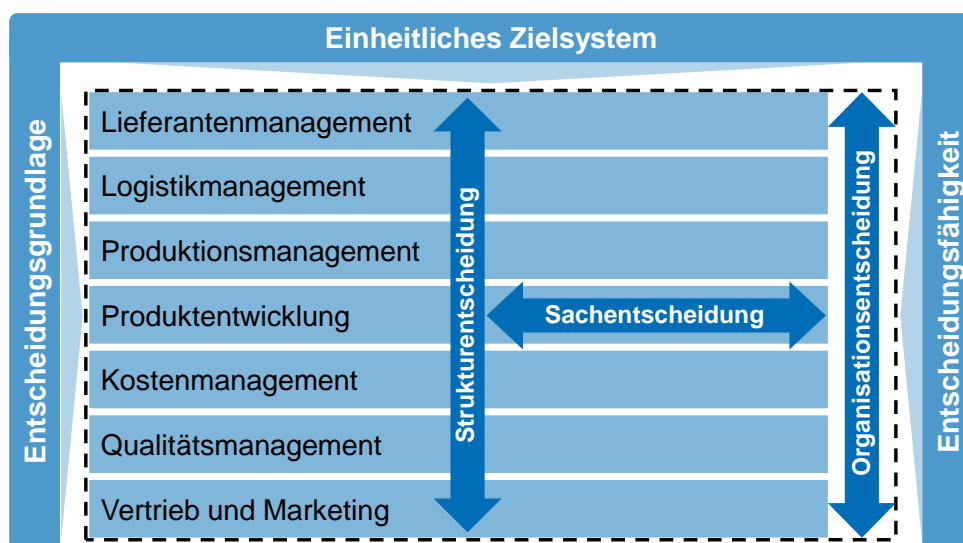 Einheitliches Zielsystem
Entscheidungsgrundlage
Lieferantenmanagement
Logistikmanagement
Produktionsmanagement
Produktentwicklung
Kostenmanagement
Qualitätsmanagement
Vertrieb und Marketing
Strukturentscheidung
Sachentscheidung
Organisationsentscheidung
Entscheidungsfähigkeit